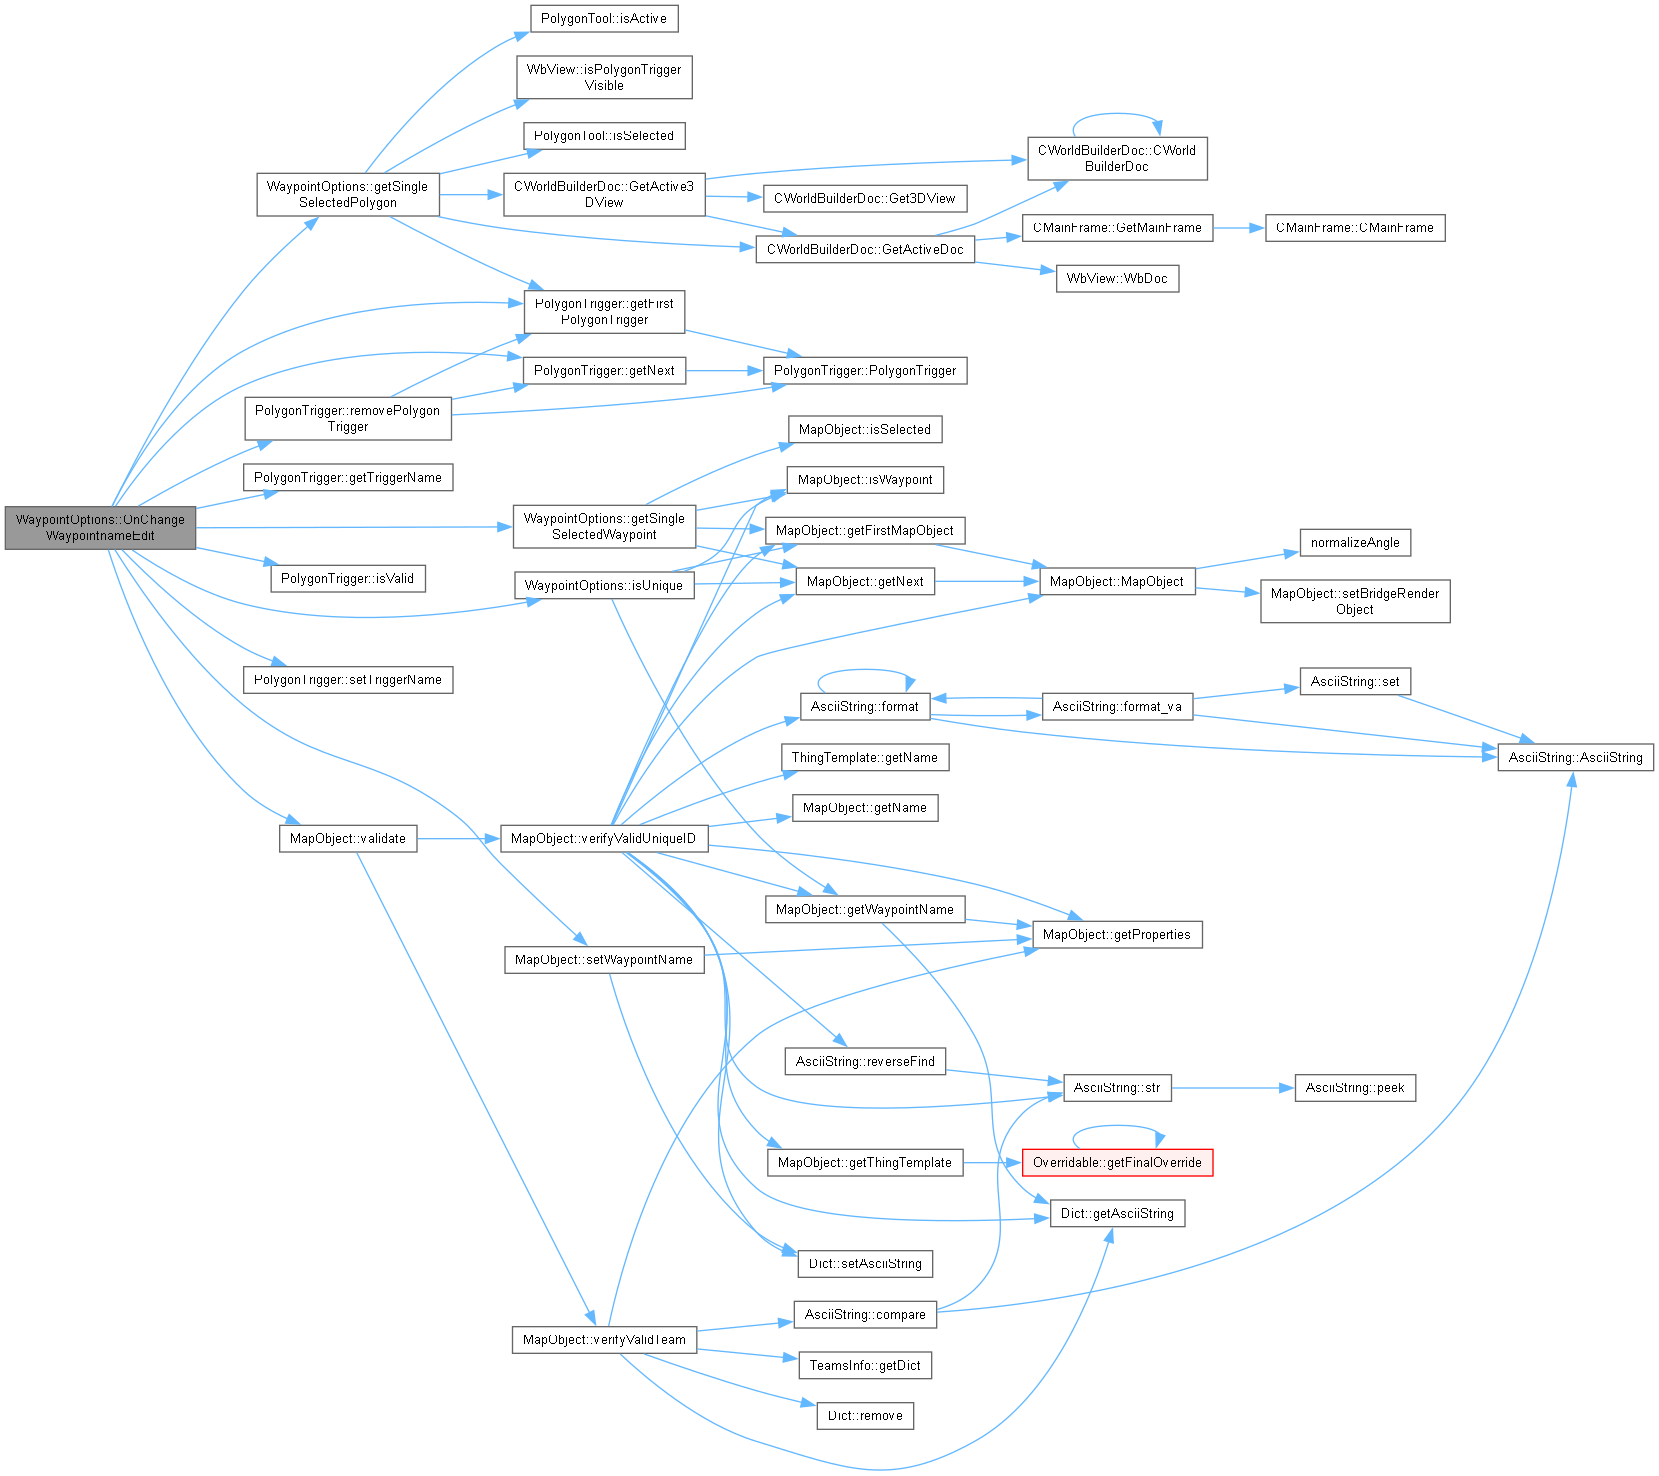 PolygonTool::isActive
WbView::isPolygonTrigger
Visible
PolygonTool::isSelected
CWorldBuilderDoc::CWorld
BuilderDoc
WaypointOptions::getSingle
SelectedPolygon
CWorldBuilderDoc::GetActive3
DView
CWorldBuilderDoc::Get3DView
CMainFrame::GetMainFrame
CMainFrame::CMainFrame
CWorldBuilderDoc::GetActiveDoc
WbView::WbDoc
PolygonTrigger::getFirst
PolygonTrigger
PolygonTrigger::getNext
PolygonTrigger::PolygonTrigger
PolygonTrigger::removePolygon
Trigger
MapObject::isSelected
PolygonTrigger::getTriggerName
MapObject::isWaypoint
WaypointOptions::OnChange
WaypointnameEdit
WaypointOptions::getSingle
SelectedWaypoint
MapObject::getFirstMapObject
normalizeAngle
PolygonTrigger::isValid
WaypointOptions::isUnique
MapObject::getNext
MapObject::MapObject
MapObject::setBridgeRender
Object
PolygonTrigger::setTriggerName
AsciiString::format
AsciiString::format_va
AsciiString::set
ThingTemplate::getName
AsciiString::AsciiString
MapObject::getName
MapObject::validate
MapObject::verifyValidUniqueID
MapObject::getWaypointName
MapObject::getProperties
MapObject::setWaypointName
AsciiString::reverseFind
AsciiString::str
AsciiString::peek
MapObject::getThingTemplate
Overridable::getFinalOverride
Dict::getAsciiString
Dict::setAsciiString
AsciiString::compare
MapObject::verifyValidTeam
TeamsInfo::getDict
Dict::remove